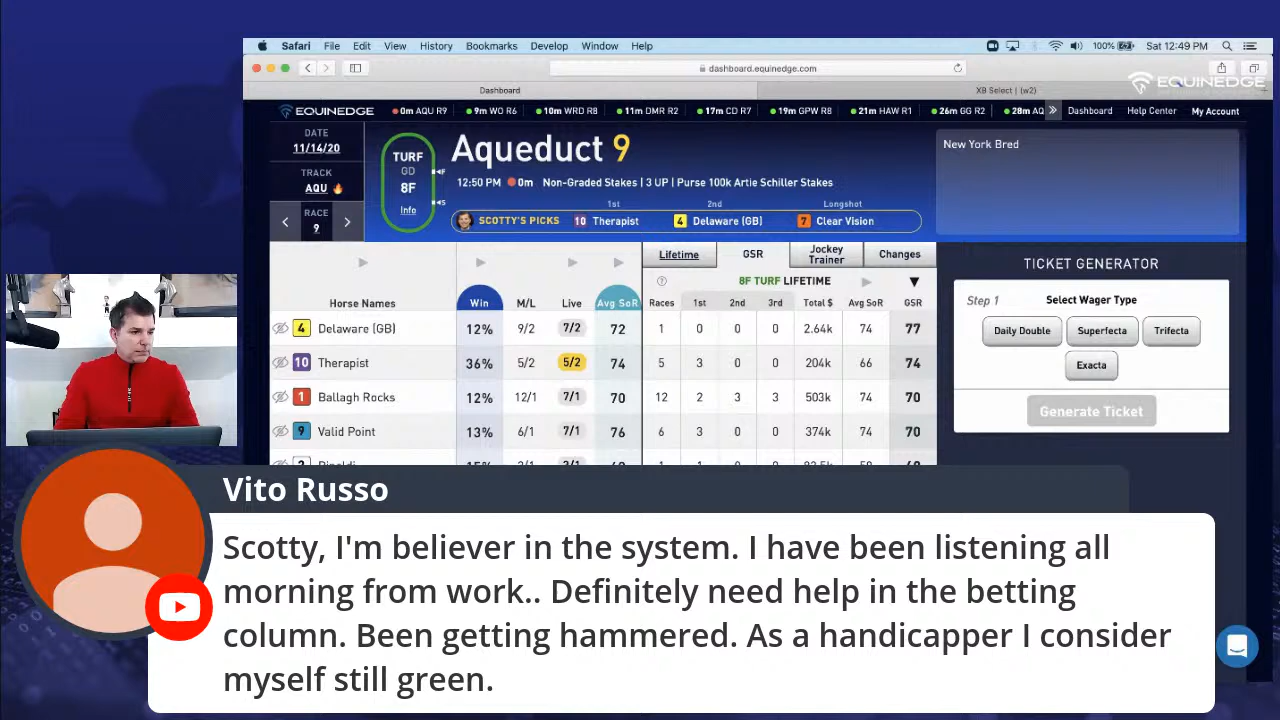 Safari File Edit View History Bookmarks Develop Window Help 100% Sat 12:49 PM
dashboard.equinedge.com
Dashboard XB Select | (w2)
EQUINEDGE
EQUINEDGE 0m AQU R9 9m WO R6 10m WRD R8 11m DMR R2 17m CD R7 19m GPW R8 21m HAW R1 26m GG R2 28m AQ Dashboard Help Center My Account
DATE
11/14/20
TRACK
AQU
RACE
9
TURF
GD
8F
Info
F
S
Aqueduct 9
12:50 PM 0m Non-Graded Stakes | 3 UP | Purse 100k Artie Schiller Stakes
1st 2nd Longshot
SCOTTY'S PICKS 10 Therapist 4 Delaware (GB) 7 Clear Vision
New York Bred
Lifetime GSR Jockey Trainer Changes
8F TURF LIFETIME
Horse Names Win M/L Live Avg SoR Races 1st 2nd 3rd Total $ Avg SoR GSR
4 Delaware (GB) 12% 9/2 7/2 72 1 0 0 0 2.64k 74 77
10 Therapist 36% 5/2 5/2 74 5 3 0 0 204k 66 74
1 Ballagh Rocks 12% 12/1 7/1 70 12 2 3 3 503k 74 70
9 Valid Point 13% 6/1 7/1 76 6 3 0 0 374k 74 70
TICKET GENERATOR
Step 1 Select Wager Type
Daily Double Superfecta Trifecta
Exacta
Generate Ticket
Vito Russo
Scotty, I'm believer in the system. I have been listening all
morning from work.. Definitely need help in the betting
column. Been getting hammered. As a handicapper I consider
myself still green.